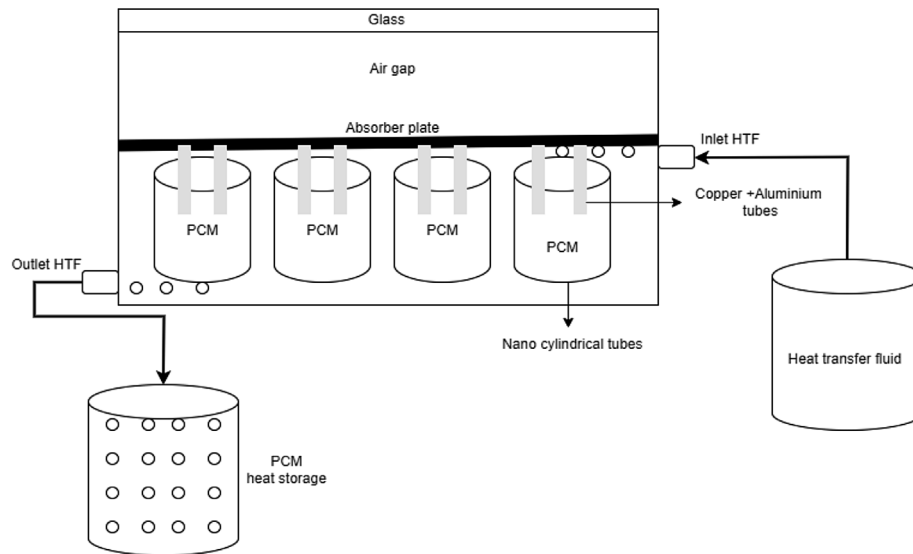 Glass
Air gap
Absorber plate
Inlet HTF
Copper +Aluminium
tubes
PCM
PCM
PCM
PCM
Outlet HTF
Nano cylindrical tubes
Heat transfer fluid
PCM
heat storage